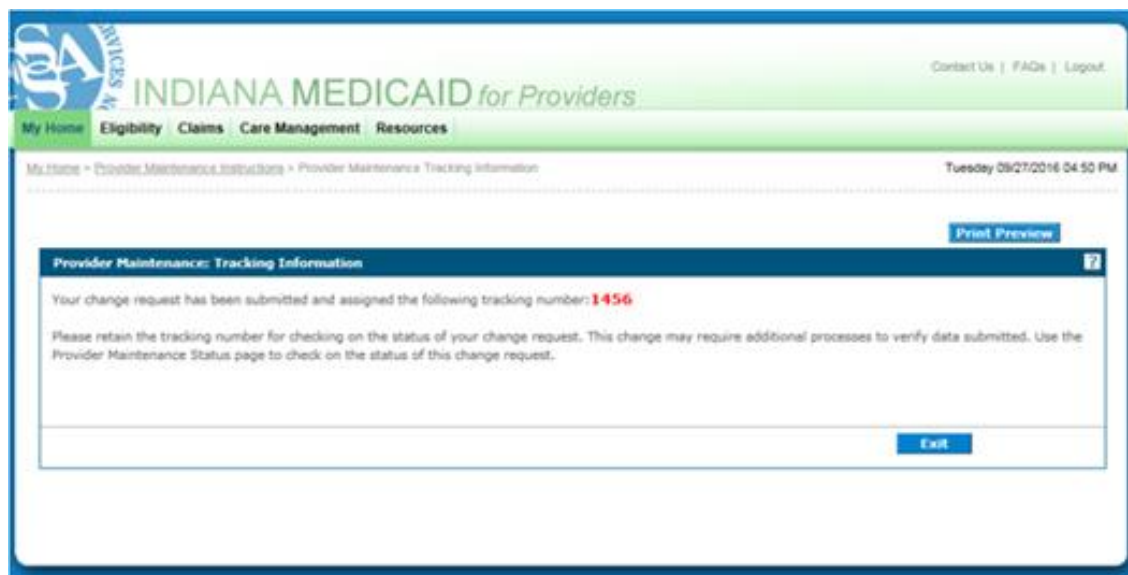 SERVICES
INDIANA MEDICAID for Providers
Contact Us | FAQs | Logout
My Home Eligibility Claims Care Management Resources
My Home > Provider Maintenance Instructions > Provider Maintenance Tracking Information
Tuesday 09/27/2016 04:50 PM
Print Preview
Provider Maintenance: Tracking Information ?
Your change request has been submitted and assigned the following tracking number:1456
Please retain the tracking number for checking on the status of your change request. This change may require additional processes to verify data submitted. Use the
Provider Maintenance Status page to check on the status of this change request.
Exit